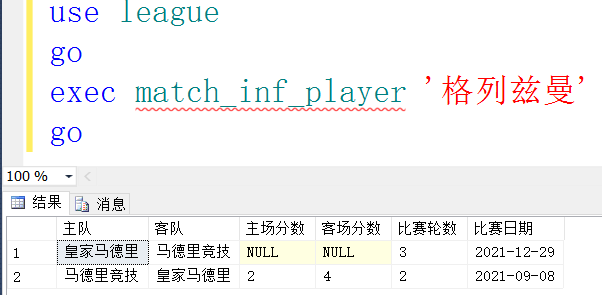 use league
go
exec match_inf_player '格列兹曼'
go
100 %
结果 消息
主队 客队 主场分数 客场分数 比赛轮数 比赛日期
1 皇家马德里 马德里竞技 NULL NULL 3 2021-12-29
2 马德里竞技 皇家马德里 2 4 2 2021-09-08